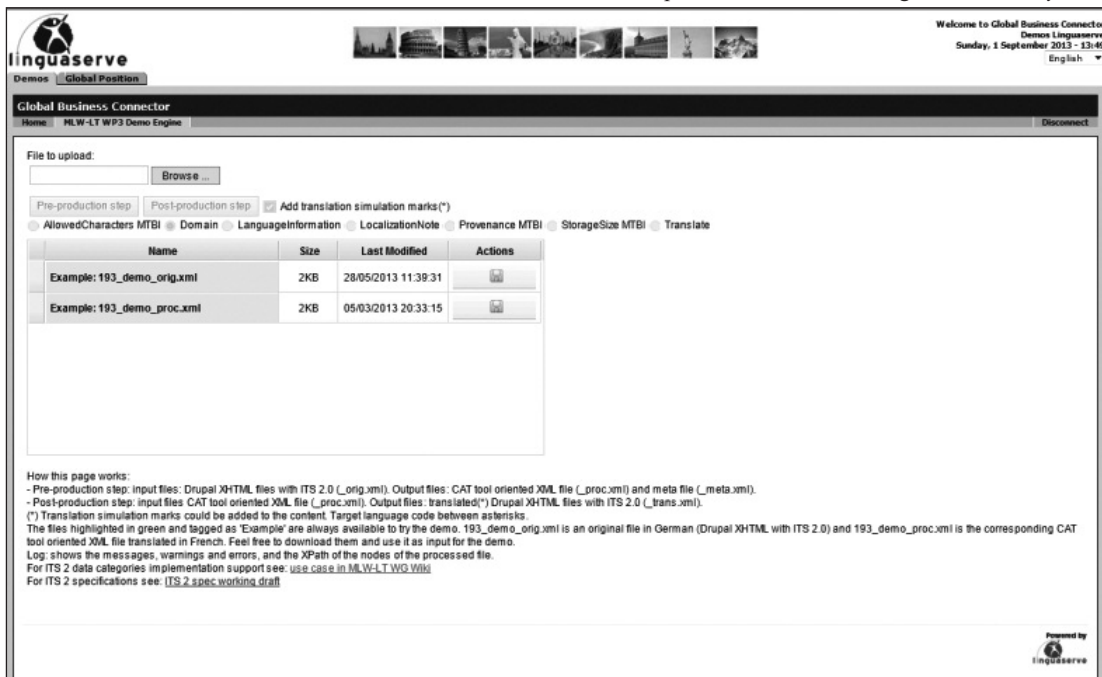 Welcome to Global Business Connecto
Demos Linguaserve
Sunday, 1 September 2013 - 13:49
English
linguaserve
Demos Global Position
Global Business Connector
Home MLW-LT WP3 Demo Engine Disconnect
File to upload:
Browse ...
Pre-production step Post-production step Add translation simulation marks(*)
AllowedCharacters MTBI Domain LanguageInformation LocalizationNote Provenance MTBI StorageSize MTBI Translate
Name Size Last Modified Actions
Example: 193_demo_orig.xml 2KB 28/05/2013 11:39:31
Example: 193_demo_proc.xml 2KB 05/03/2013 20:33:15
How this page works:
- Pre-production step: input files: Drupal XHTML files with ITS 2.0 (_orig.xml). Output files: CAT tool oriented XML file (_proc.xml) and meta file (_meta.xml).
- Post-production step: input files CAT tool oriented XML file (_proc.xml). Output files: translated(*) Drupal XHTML files with ITS 2.0 (_trans.xml).
(*) Translation simulation marks could be added to the content. Target language code between asterisks.
The files highlighted in green and tagged as 'Example' are always available to try the demo. 193_demo_orig.xml is an original file in German (Drupal XHTML with ITS 2.0) and 193_demo_proc.xml is the corresponding CAT
tool oriented XML file translated in French. Feel free to download them and use it as input for the demo.
Log: shows the messages, warnings and errors, and the XPath of the nodes of the processed file.
For ITS 2 data categories implementation support see: use case in MLW-LT WG Wiki
For ITS 2 specifications see: ITS 2 spec working draft
Powered by
linguaserve